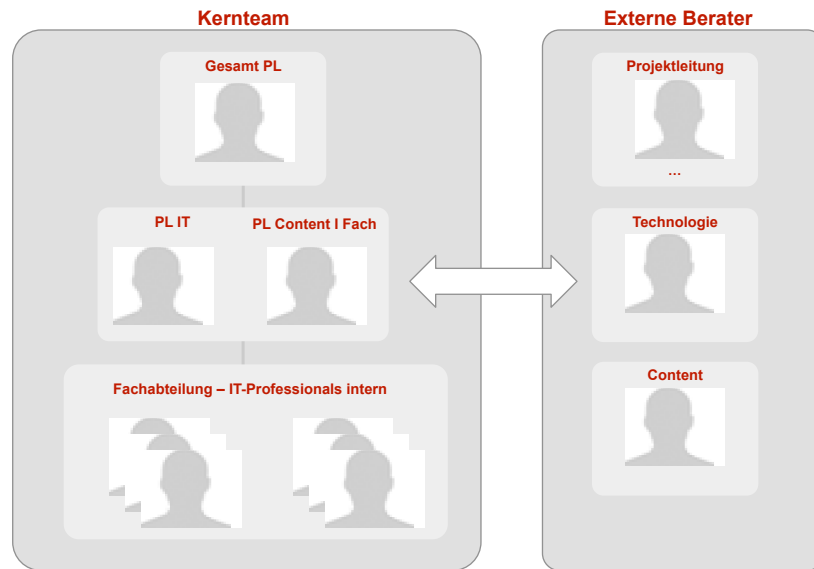 Kernteam
Gesamt PL
PL IT
PL Content I Fach
Fachabteilung – IT-Professionals intern
Externe Berater
Projektleitung
...
Technologie
Content